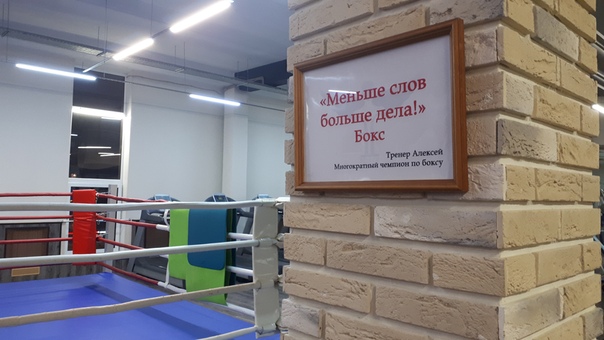 «Меньше слов
больше дела!»
Бокс
Тренер Алексей
Многократный чемпион по боксу